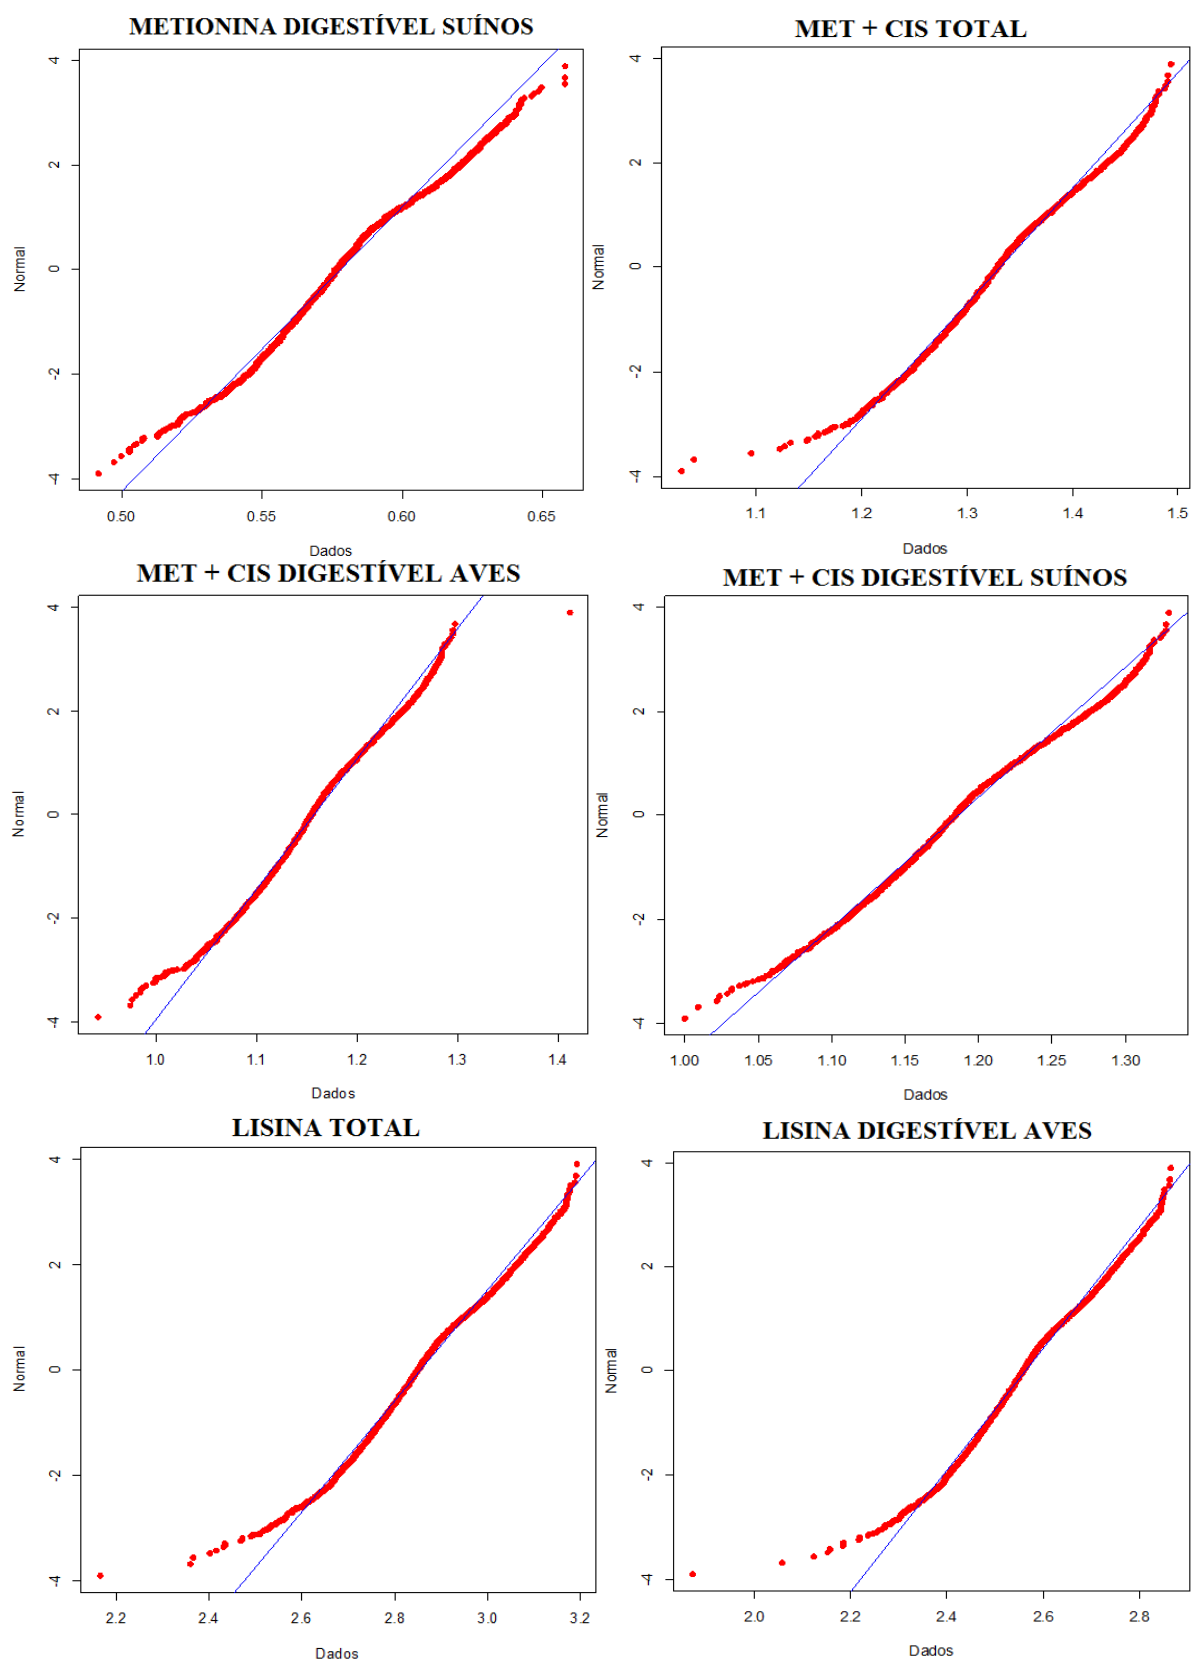 METIONINA DIGESTÍVEL SUÍNOS
4
2
0
-2
-4
Normal
0.50 0.55 0.60 0.65
Dados
MET + CIS TOTAL
4
2
0
-2
-4
Normal
1.1 1.2 1.3 1.4 1.5
Dados
MET + CIS DIGESTÍVEL AVES
4
2
0
-2
-4
Normal
1.0 1.1 1.2 1.3 1.4
Dados
MET + CIS DIGESTÍVEL SUÍNOS
4
2
0
-2
-4
Normal
1.00 1.05 1.10 1.15 1.20 1.25 1.30
Dados
LISINA TOTAL
4
2
0
-2
-4
Normal
2.2 2.4 2.6 2.8 3.0 3.2
Dados
LISINA DIGESTÍVEL AVES
4
2
0
-2
-4
Normal
2.0 2.2 2.4 2.6 2.8
Dados